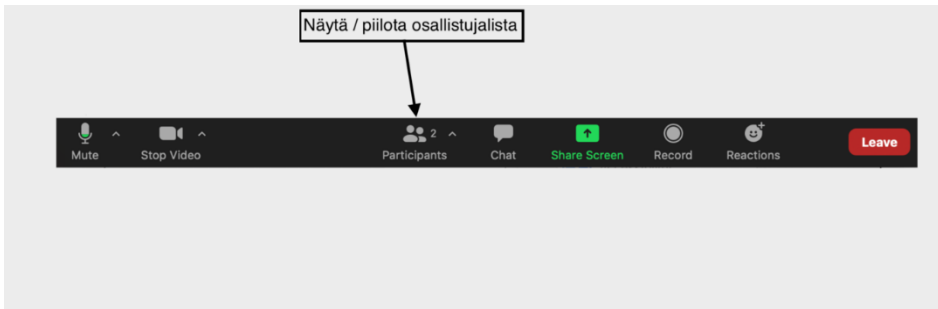 Näytä / piilota osallistujalista
2
Mute Stop Video Participants Chat Share Screen Record Reactions Leave